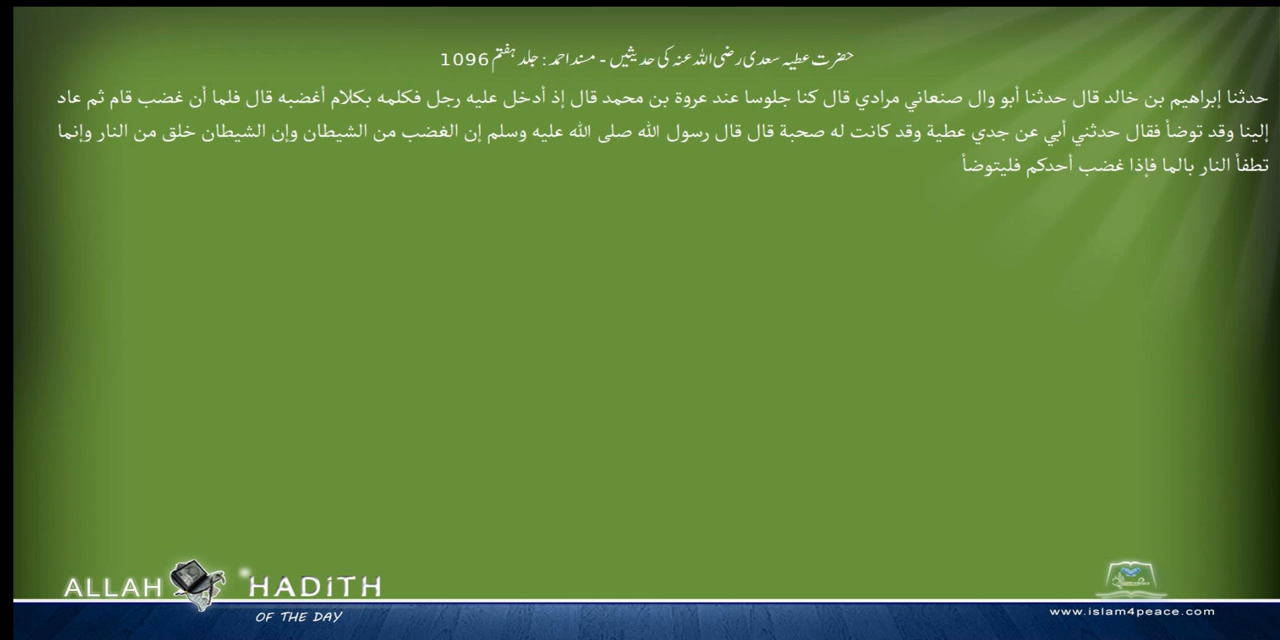 حضرت عطیہ سعدی رضی اللہ عنہ کی حدیثیں - مسند احمد : جلد ہفتم 1096
حدثنا إبراهيم بن خالد قال حدثنا أبو وال صنعاني مرادي قال كنا جلوسا عند عروة بن محمد قال إذ أدخل عليه رجل فكلمه بكلام أغضبه قال فلما أن غضب قام ثم عاد
إلينا وقد توضأ فقال حدثني أبي عن جدي عطية وقد كانت له صحبة قال قال رسول الله صلى الله عليه وسلم إن الغضب من الشيطان وإن الشيطان خلق من النار وإنما
تطفأ النار بالما فإذا غضب أحدكم فليتوضأ
ALLAH HADITH
OF THE DAY
www.islam4peace.com